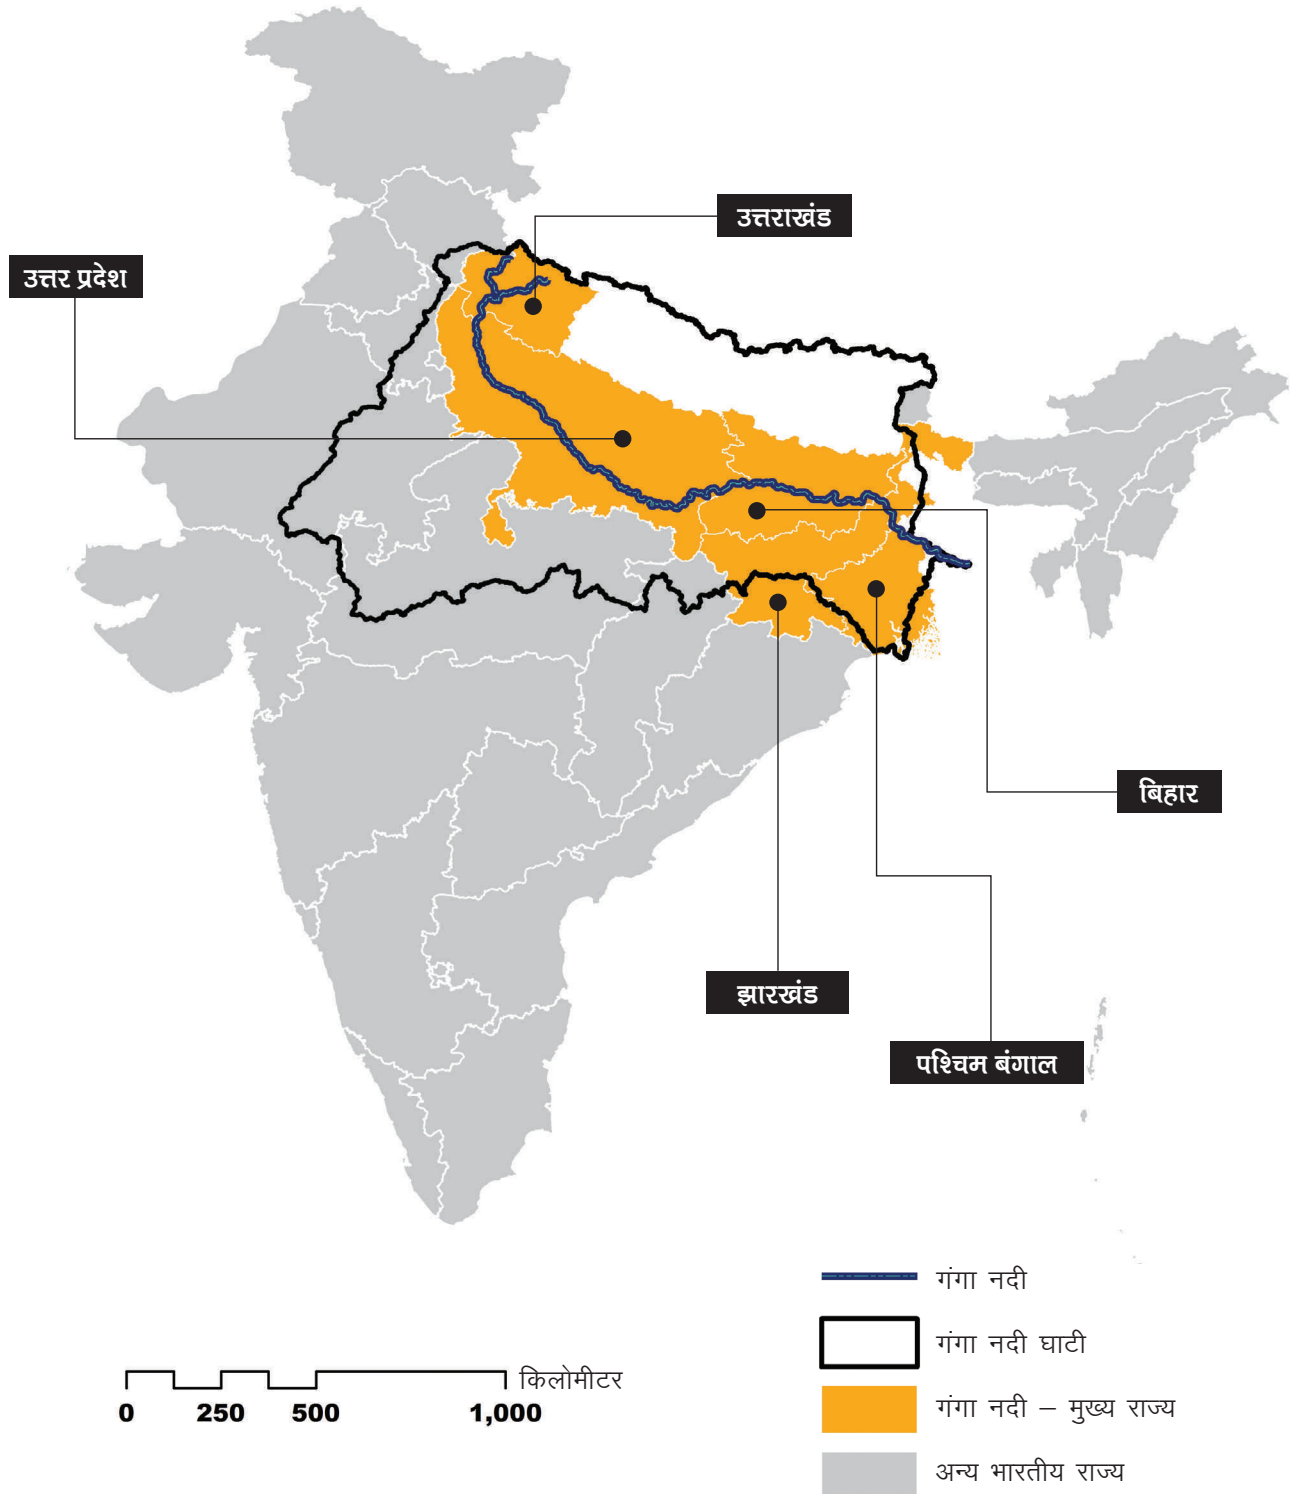 उत्तराखंड
उत्तर प्रदेश
बिहार
झारखंड
पश्चिम बंगाल
गंगा नदी
गंगा नदी घाटी
किलोमीटर
0 250 500 1,000
गंगा नदी – मुख्य राज्य
अन्य भारतीय राज्य